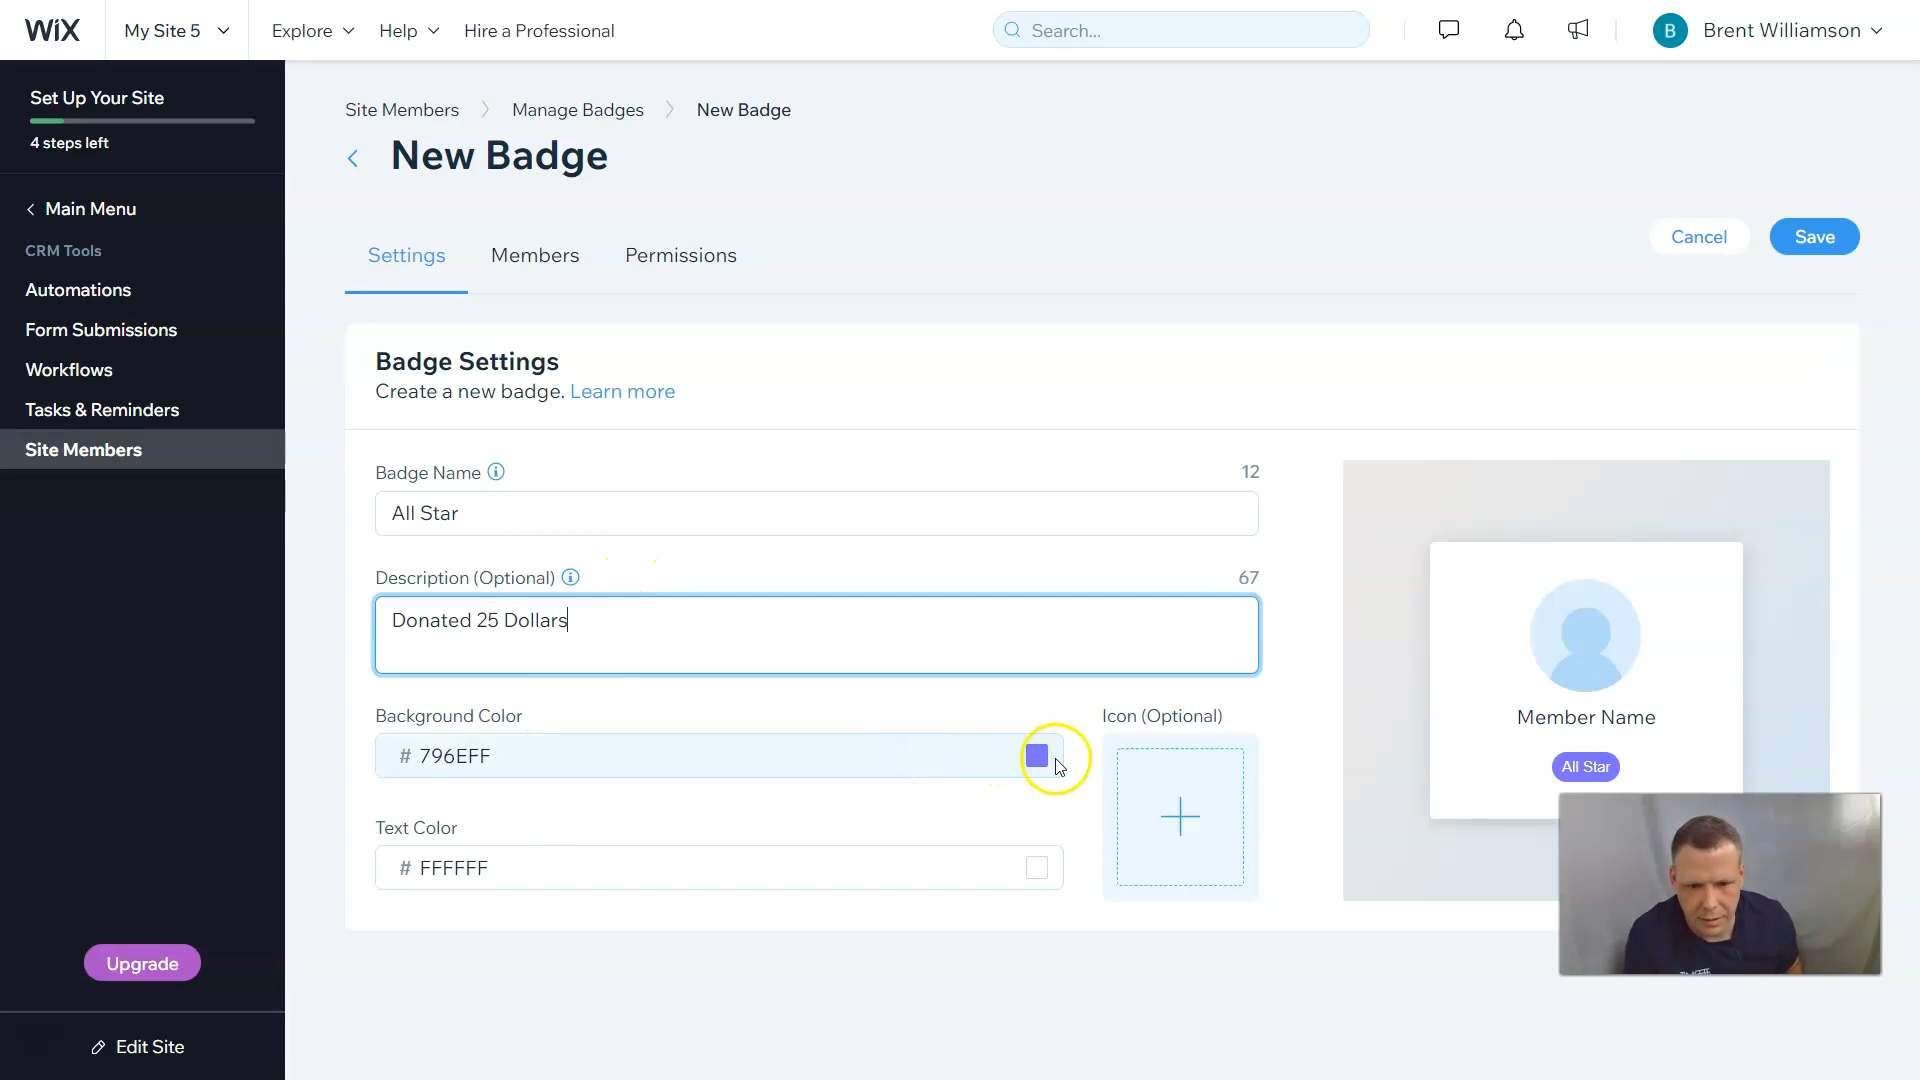 WiX
My Site 5
Explore
Help
Hire a Professional
Search...
B
Brent Williamson
Set Up Your Site
4 steps left
Main Menu
CRM Tools
Automations
Form Submissions
Workflows
Tasks & Reminders
Site Members
Upgrade
Edit Site
Site Members
Manage Badges
New Badge
New Badge
Settings
Members
Permissions
Cancel
Save
Badge Settings
Create a new badge. Learn more
Badge Name
12
All Star
Description (Optional)
67
Donated 25 Dollars
Background Color
# 796EFF
Icon (Optional)
Text Color
# FFFFFF
Member Name
All Star